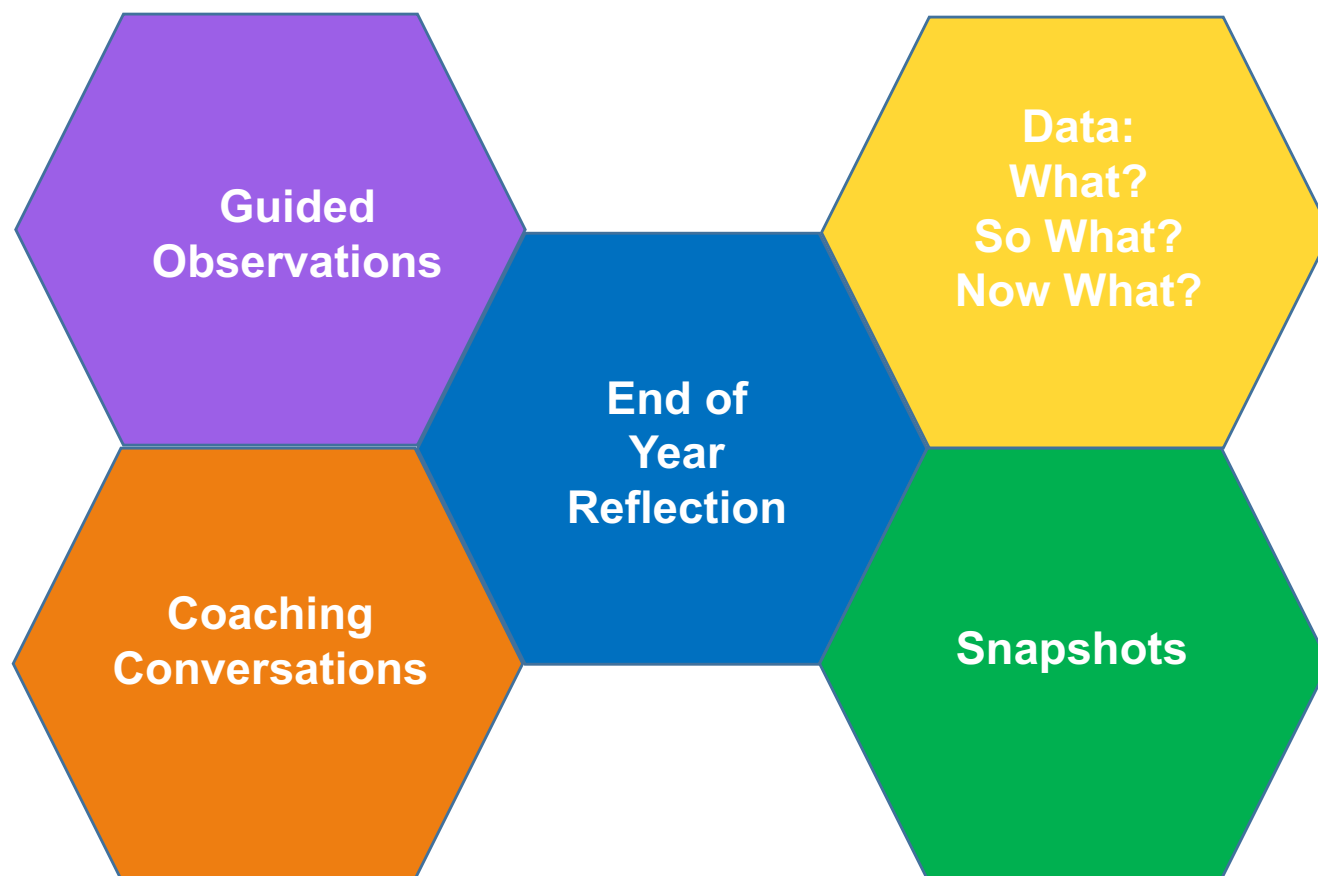 Guided
Observations
Data:
What?
So What?
Now What?
End of
Year
Reflection
Coaching
Conversations
Snapshots